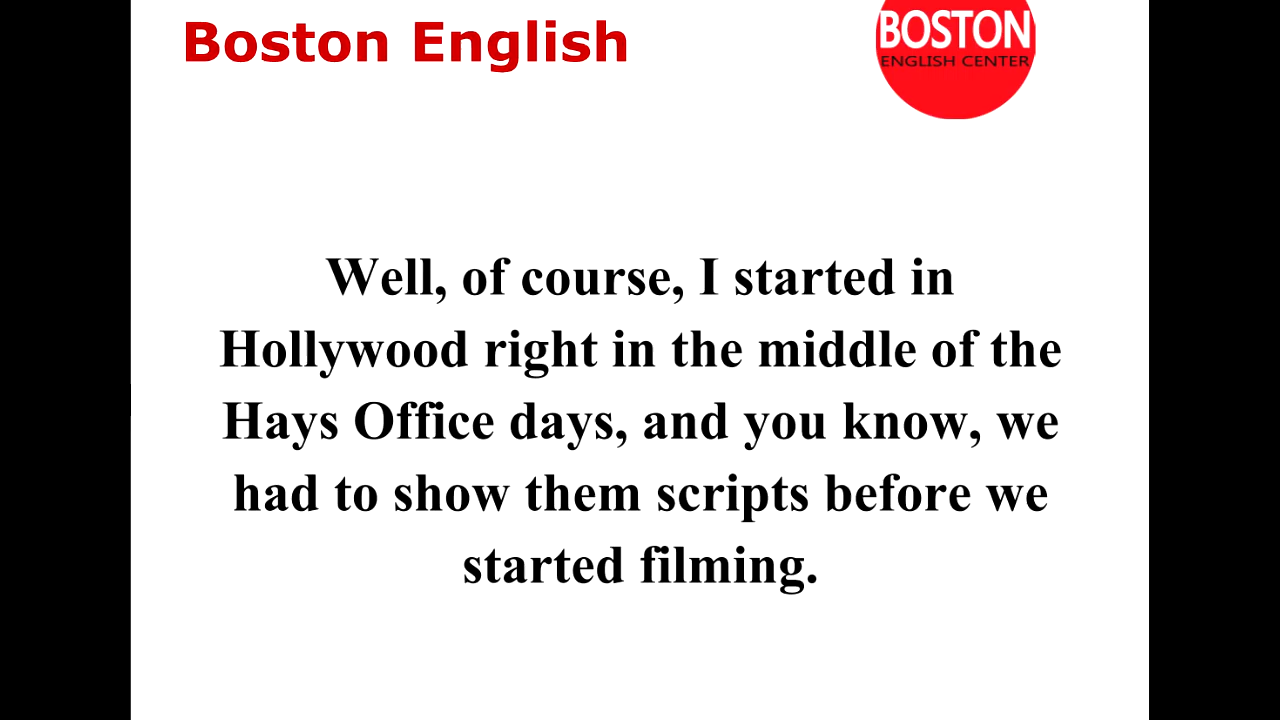 Boston English
BOSTON
ENGLISH CENTER
Well, of course, I started in
Hollywood right in the middle of the
Hays Office days, and you know, we
had to show them scripts before we
started filming.